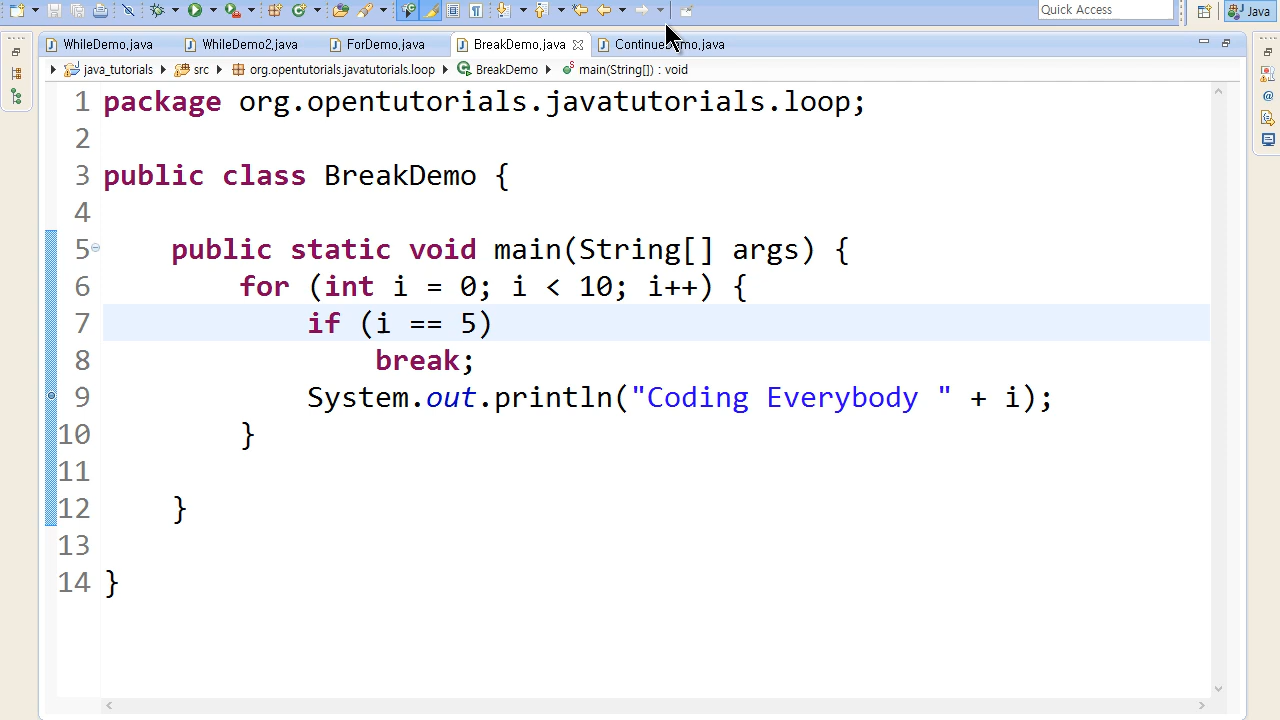 Quick Access
Java
WhileDemo.java
WhileDemo2.java
ForDemo.java
BreakDemo.java
java_tutorials
src
org.opentutorials.javatutorials.loop
BreakDemo
main(String[]) : void
1 package org.opentutorials.javatutorials.loop;
2
3 public class BreakDemo {
4
5 public static void main(String[] args) {
6 for (int i = 0; i < 10; i++) {
7 if (i == 5)
8 break;
9 System.out.println("Coding Everybody " + i);
10 }
11
12 }
13
14 }